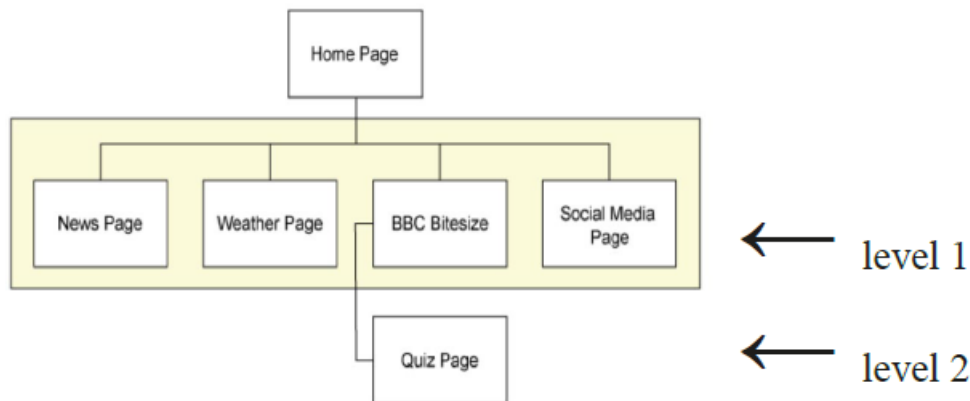 Home Page
News Page
Weather Page
BBC Bitesize
Social Media
Page
level 1
Quiz Page
level 2